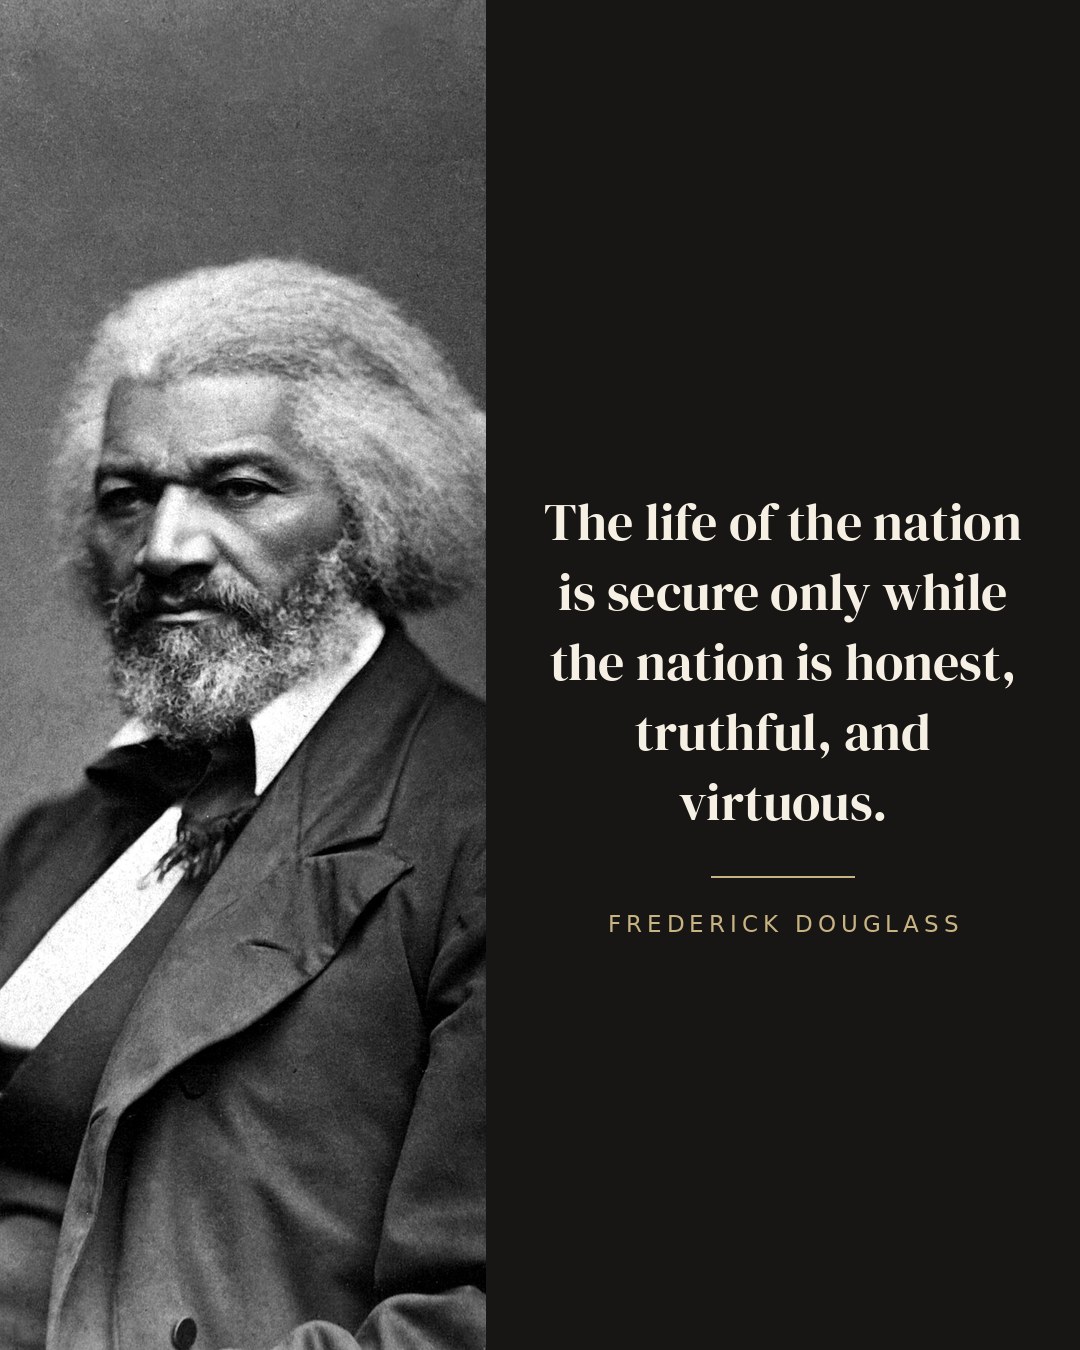 The life of the nation
is secure only while
the nation is honest,
truthful, and
virtuous.
FREDERICK DOUGLASS